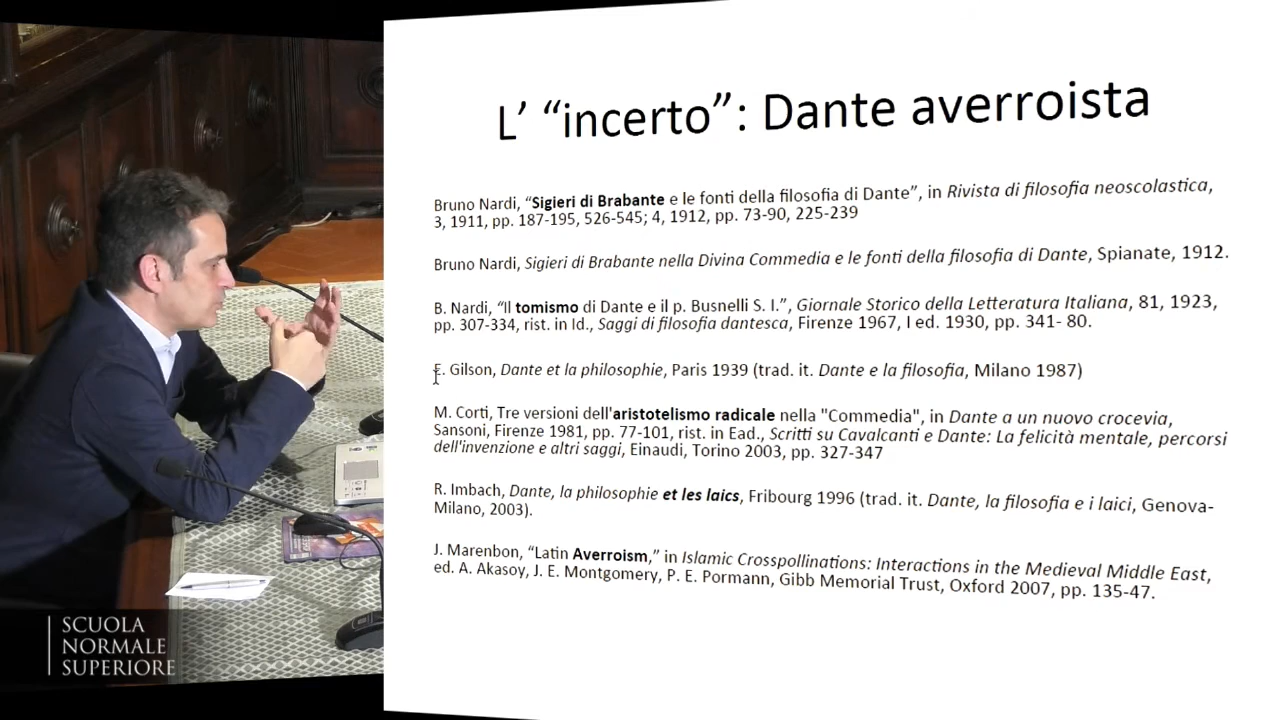 L’ “incerto”: Dante averroista
Bruno Nardi, “Sigieri di Brabante e le fonti della filosofia di Dante”, in Rivista di filosofia neoscolastica,
3, 1911, pp. 187-195, 526-545; 4, 1912, pp. 73-90, 225-239
Bruno Nardi, Sigieri di Brabante nella Divina Commedia e le fonti della filosofia di Dante, Spianate, 1912.
B. Nardi, “Il tomismo di Dante e il p. Busnelli S. I.”, Giornale Storico della Letteratura Italiana, 81, 1923,
pp. 307-334, rist. in Id., Saggi di filosofia dantesca, Firenze 1967, I ed. 1930, pp. 341- 80.
E. Gilson, Dante et la philosophie, Paris 1939 (trad. it. Dante e la filosofia, Milano 1987)
M. Corti, Tre versioni dell'aristotelismo radicale nella "Commedia", in Dante a un nuovo crocevia,
Sansoni, Firenze 1981, pp. 77-101, rist. in Ead., Scritti su Cavalcanti e Dante: La felicità mentale, percorsi
dell'invenzione e altri saggi, Einaudi, Torino 2003, pp. 327-347
R. Imbach, Dante, la philosophie et les laics, Fribourg 1996 (trad. it. Dante, la filosofia e i laici, Genova-
Milano, 2003).
J. Marenbon, “Latin Averroism,” in Islamic Crosspollinations: Interactions in the Medieval Middle East,
ed. A. Akasoy, J. E. Montgomery, P. E. Pormann, Gibb Memorial Trust, Oxford 2007, pp. 135-47.
SCUOLA
NORMALE
SUPERIORE